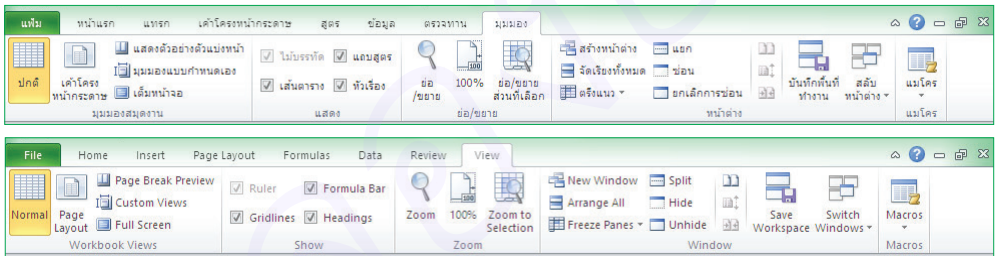 แฟ้ม หน้าแรก แทรก เค้าโครงหน้ากระดาษ สูตร ข้อมูล ตรวจทาน มุมมอง
ปกติ
เค้าโครง
หน้ากระดาษ
แสดงตัวอย่างตัวแบ่งหน้า
มุมมองแบบกำหนดเอง
เต็มหน้าจอ
มุมมองสมุดงาน
ไม้บรรทัด แถบสูตร
เส้นตาราง หัวเรื่อง
แสดง
ย่อ
/ขยาย
100%
ย่อ/ขยาย
ส่วนที่เลือก
ย่อ/ขยาย
สร้างหน้าต่าง
จัดเรียงทั้งหมด
ตรึงแนว
แยก
ซ่อน
ยกเลิกการซ่อน
บันทึกพื้นที่
ทำงาน
สลับ
หน้าต่าง
หน้าต่าง
แมโคร
แมโคร
File Home Insert Page Layout Formulas Data Review View
Normal
Page
Layout
Page Break Preview
Custom Views
Full Screen
Workbook Views
Ruler Formula Bar
Gridlines Headings
Show
Zoom
100%
Zoom to
Selection
Zoom
New Window
Arrange All
Freeze Panes
Split
Hide
Unhide
Save
Workspace
Switch
Windows
Window
Macros
Macros